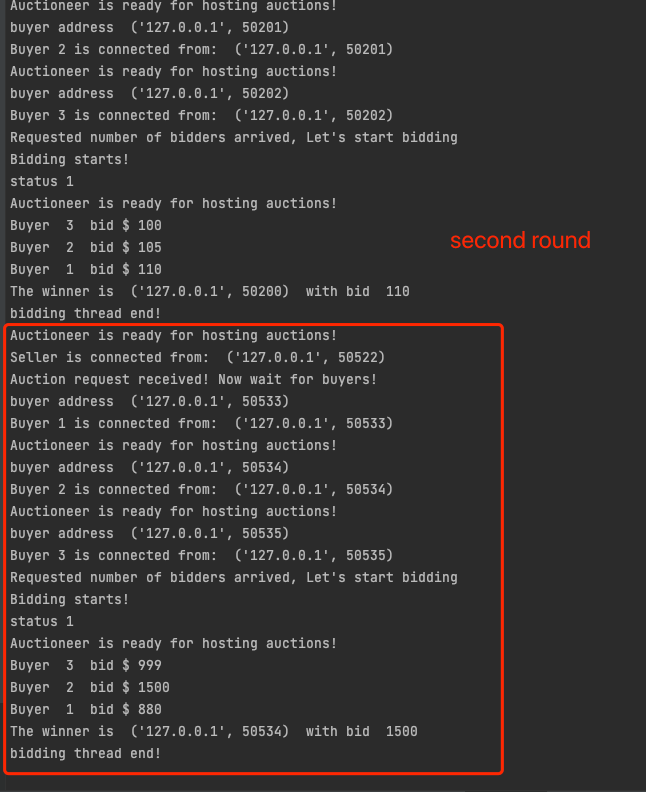 Auctioneer is ready for hosting auctions!
buyer address  ('127.0.0.1', 50201)
Buyer 2 is connected from:  ('127.0.0.1', 50201)
Auctioneer is ready for hosting auctions!
buyer address  ('127.0.0.1', 50202)
Buyer 3 is connected from:  ('127.0.0.1', 50202)
Requested number of bidders arrived, Let's start bidding
Bidding starts!
status 1
Auctioneer is ready for hosting auctions!
Buyer  3  bid $ 100
second round
Buyer  2  bid $ 105
Buyer  1  bid $ 110
The winner is  ('127.0.0.1', 50200)  with bid  110
bidding thread end!
Auctioneer is ready for hosting auctions!
Seller is connected from:  ('127.0.0.1', 50522)
Auction request received! Now wait for buyers!
buyer address  ('127.0.0.1', 50533)
Buyer 1 is connected from:  ('127.0.0.1', 50533)
Auctioneer is ready for hosting auctions!
buyer address  ('127.0.0.1', 50534)
Buyer 2 is connected from:  ('127.0.0.1', 50534)
Auctioneer is ready for hosting auctions!
buyer address  ('127.0.0.1', 50535)
Buyer 3 is connected from:  ('127.0.0.1', 50535)
Requested number of bidders arrived, Let's start bidding
Bidding starts!
status 1
Auctioneer is ready for hosting auctions!
Buyer  3  bid $ 999
Buyer  2  bid $ 1500
Buyer  1  bid $ 880
The winner is  ('127.0.0.1', 50534)  with bid  1500
bidding thread end!